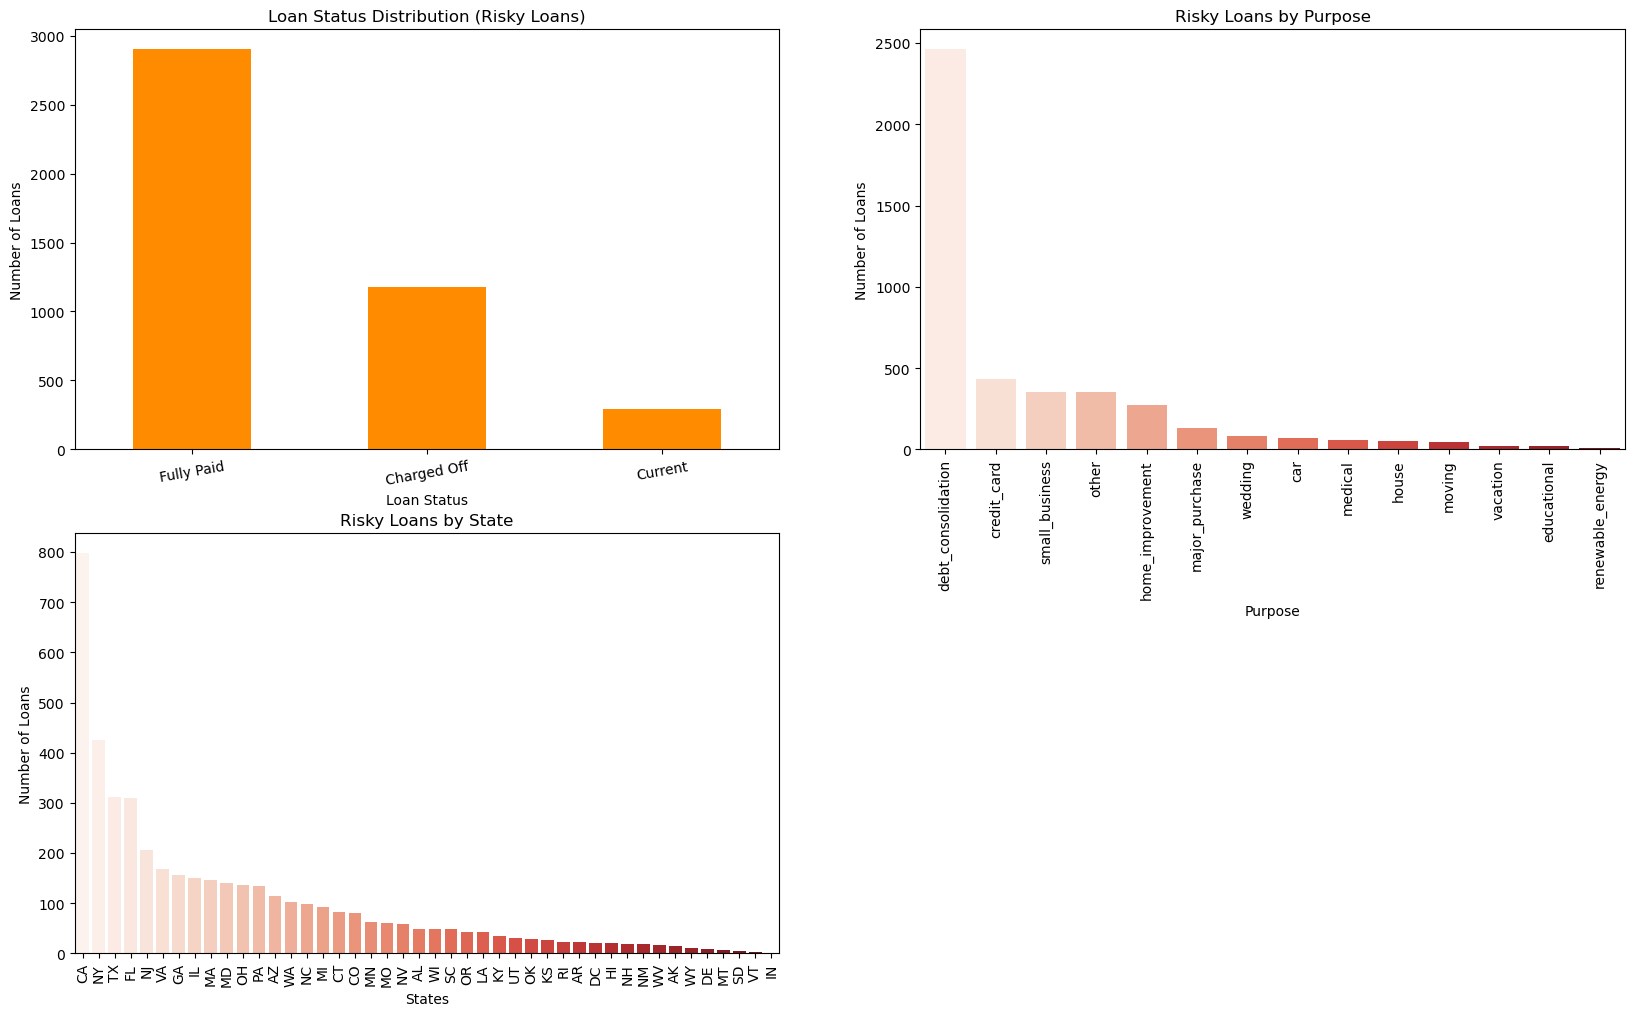 Loan Status Distribution (Risky Loans)
Number of Loans
3000
2500
2000
1500
1000
500
0
Fully Paid
Charged Off
Current
Loan Status
Risky Loans by Purpose
Number of Loans
2500
2000
1500
1000
500
0
debt_consolidation
credit_card
small_business
other
home_improvement
major_purchase
wedding
car
medical
house
moving
vacation
educational
renewable_energy
Purpose
Risky Loans by State
Number of Loans
800
700
600
500
400
300
200
100
0
CA
NY
TX
FL
NJ
VA
GA
IL
MA
MD
OH
PA
AZ
WA
NC
MI
CT
CO
MN
MO
NV
AL
WI
SC
OR
LA
KY
UT
OK
KS
RI
AR
DC
HI
NH
NM
WV
AK
WY
DE
MT
SD
VT
IN
States